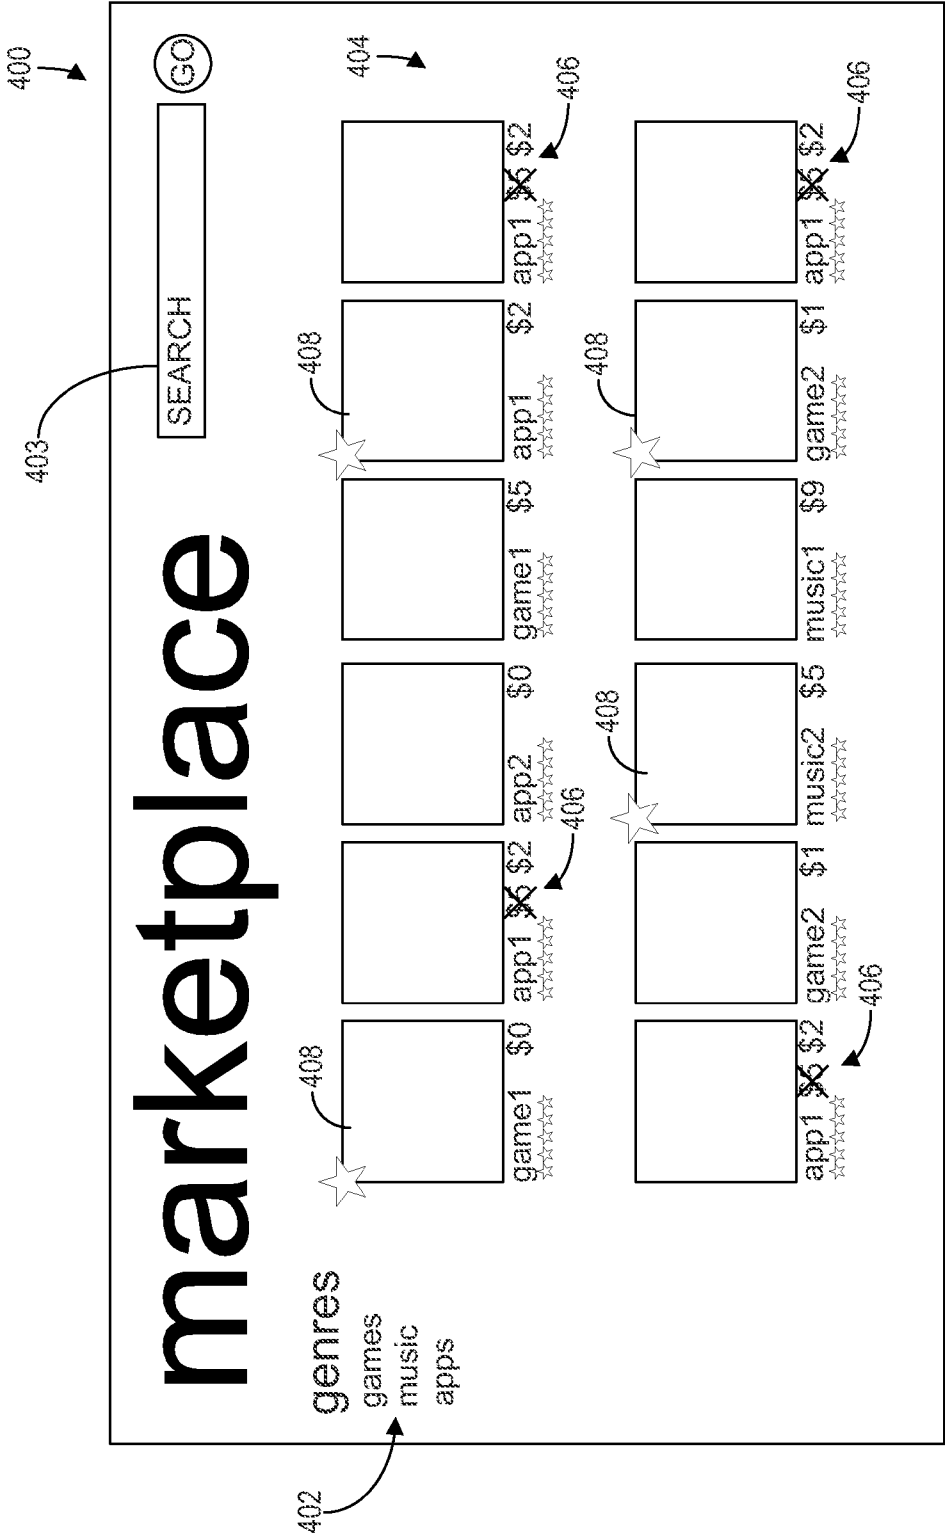 400
403
SEARCH GO
marketplace
402
408
408
404
genres
games
music
apps
game1 $0
app1 $5 $2
app2 $0
game1 $5
app1 $2
app1 $5 $2
406
406
408
408
app1 $5 $2
game2 $1
music2 $5
music1 $9
game2 $1
app1 $5 $2
406
406